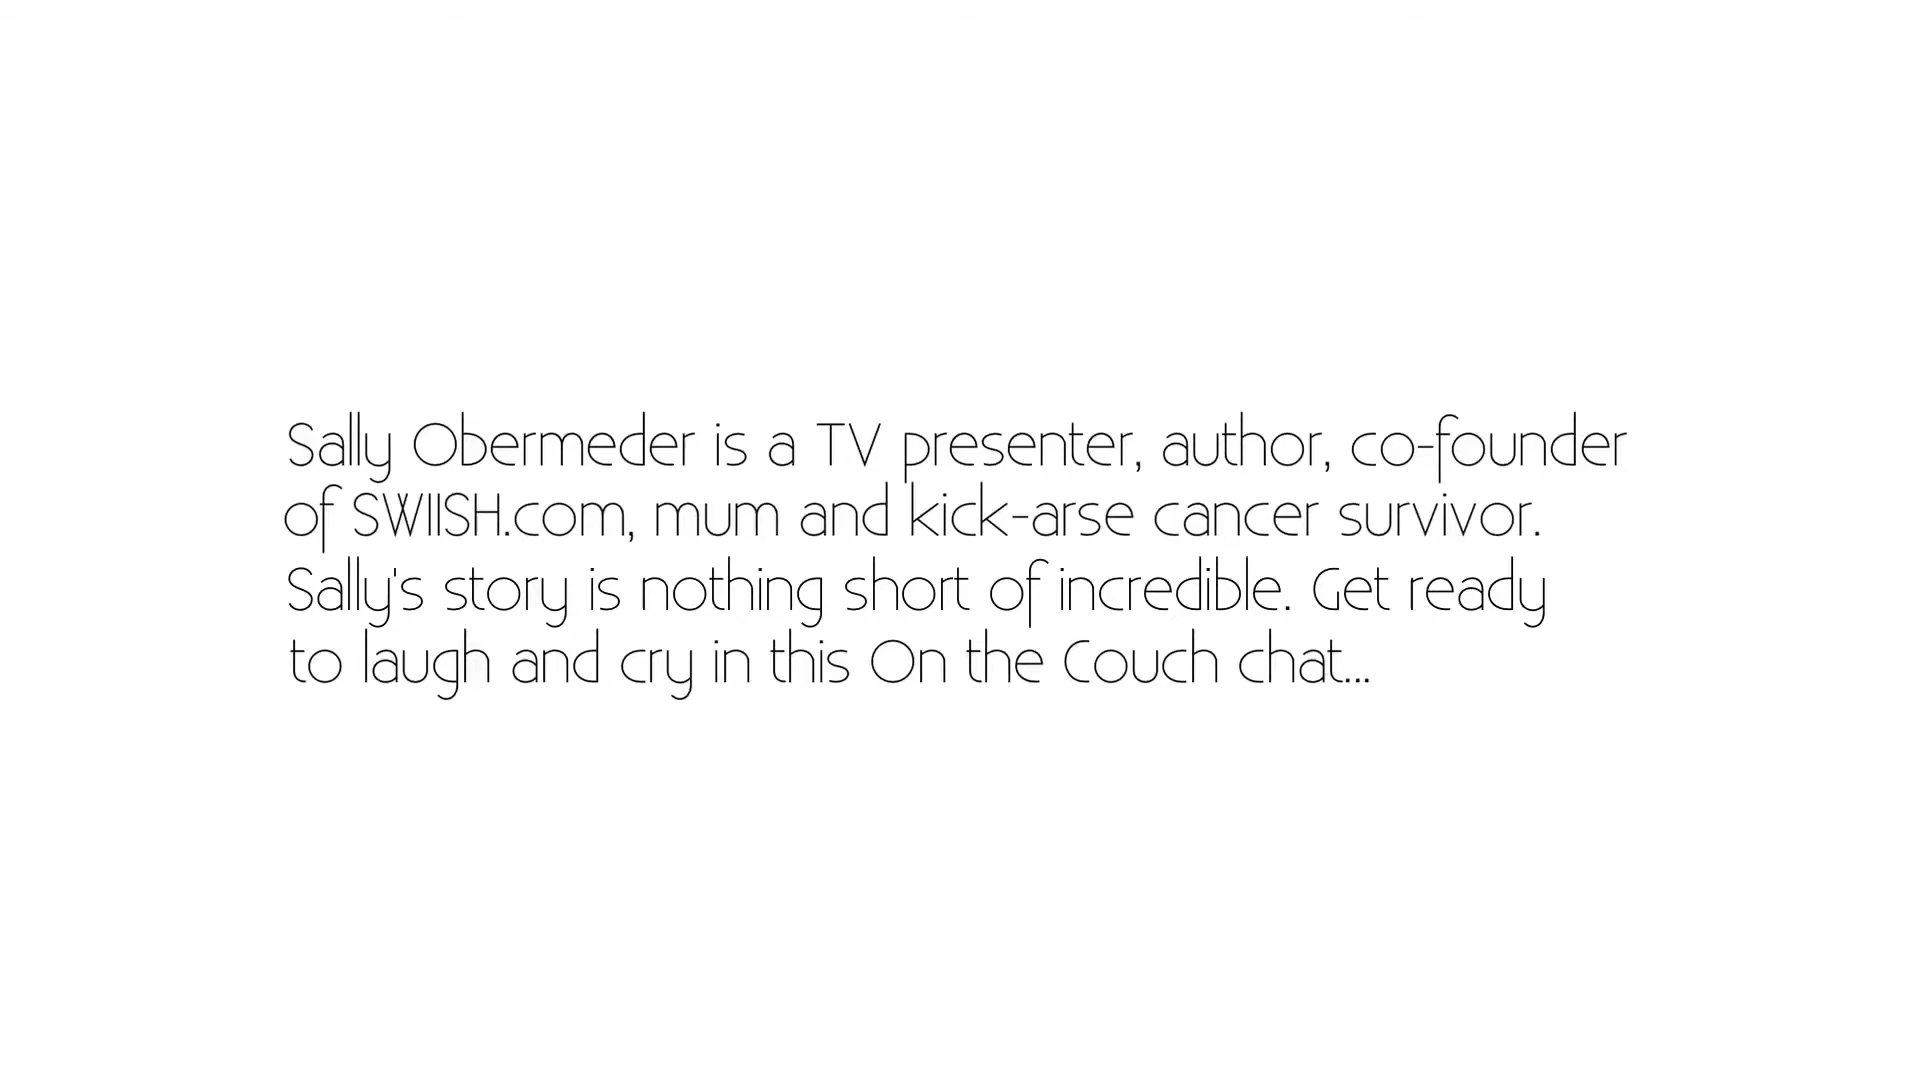 Sally Obermeder is a TV presenter, author, co-founder
of SWIISH.com, mum and kick-arse cancer survivor.
Sally's story is nothing short of incredible. Get ready
to laugh and cry in this On the Couch chat...